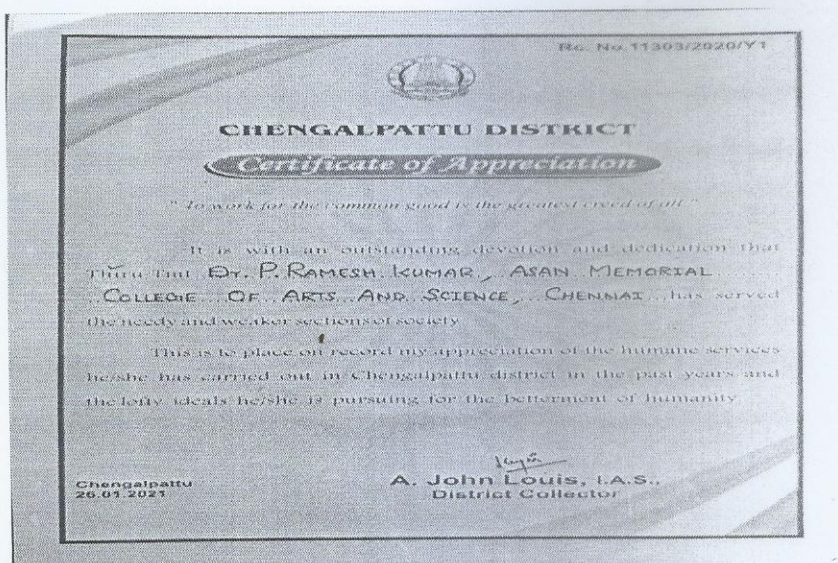 Rc. No.11303/2020/Y1
CHENGALPATTU DISTRICT
Certificate of Appreciation
" To work for the common good is the greatest creed of all "
It is with an outstanding devotion and dedication that
Thiru/Tmt Dr. P. RAMESH KUMAR, ASAN MEMORIAL
COLLEGE OF ARTS AND SCIENCE, CHENNAI has served
the needy and weaker sections of society
This is to place on record my appreciation of the humane services
he/she has carried out in Chengalpattu district in the past years and
the lofty ideals he/she is pursuing for the betterment of humanity.
Chengalpattu
26.01.2021
A. John Louis, I.A.S.,
District Collector